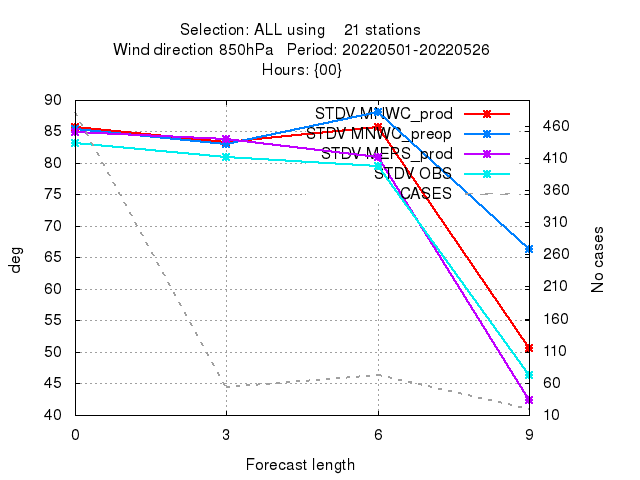 Selection: ALL using 21 stations
Wind direction 850hPa Period: 20220501-20220526
Hours: {00}
90
85
80
75
70
65
60
55
50
45
40
deg
STDV MNWC_prod
STDV MNWC_preop
STDV MEPS_prod
STDV OBS
CASES
460
410
360
310
260
210
160
110
60
10
No cases
0 3 6 9
Forecast length